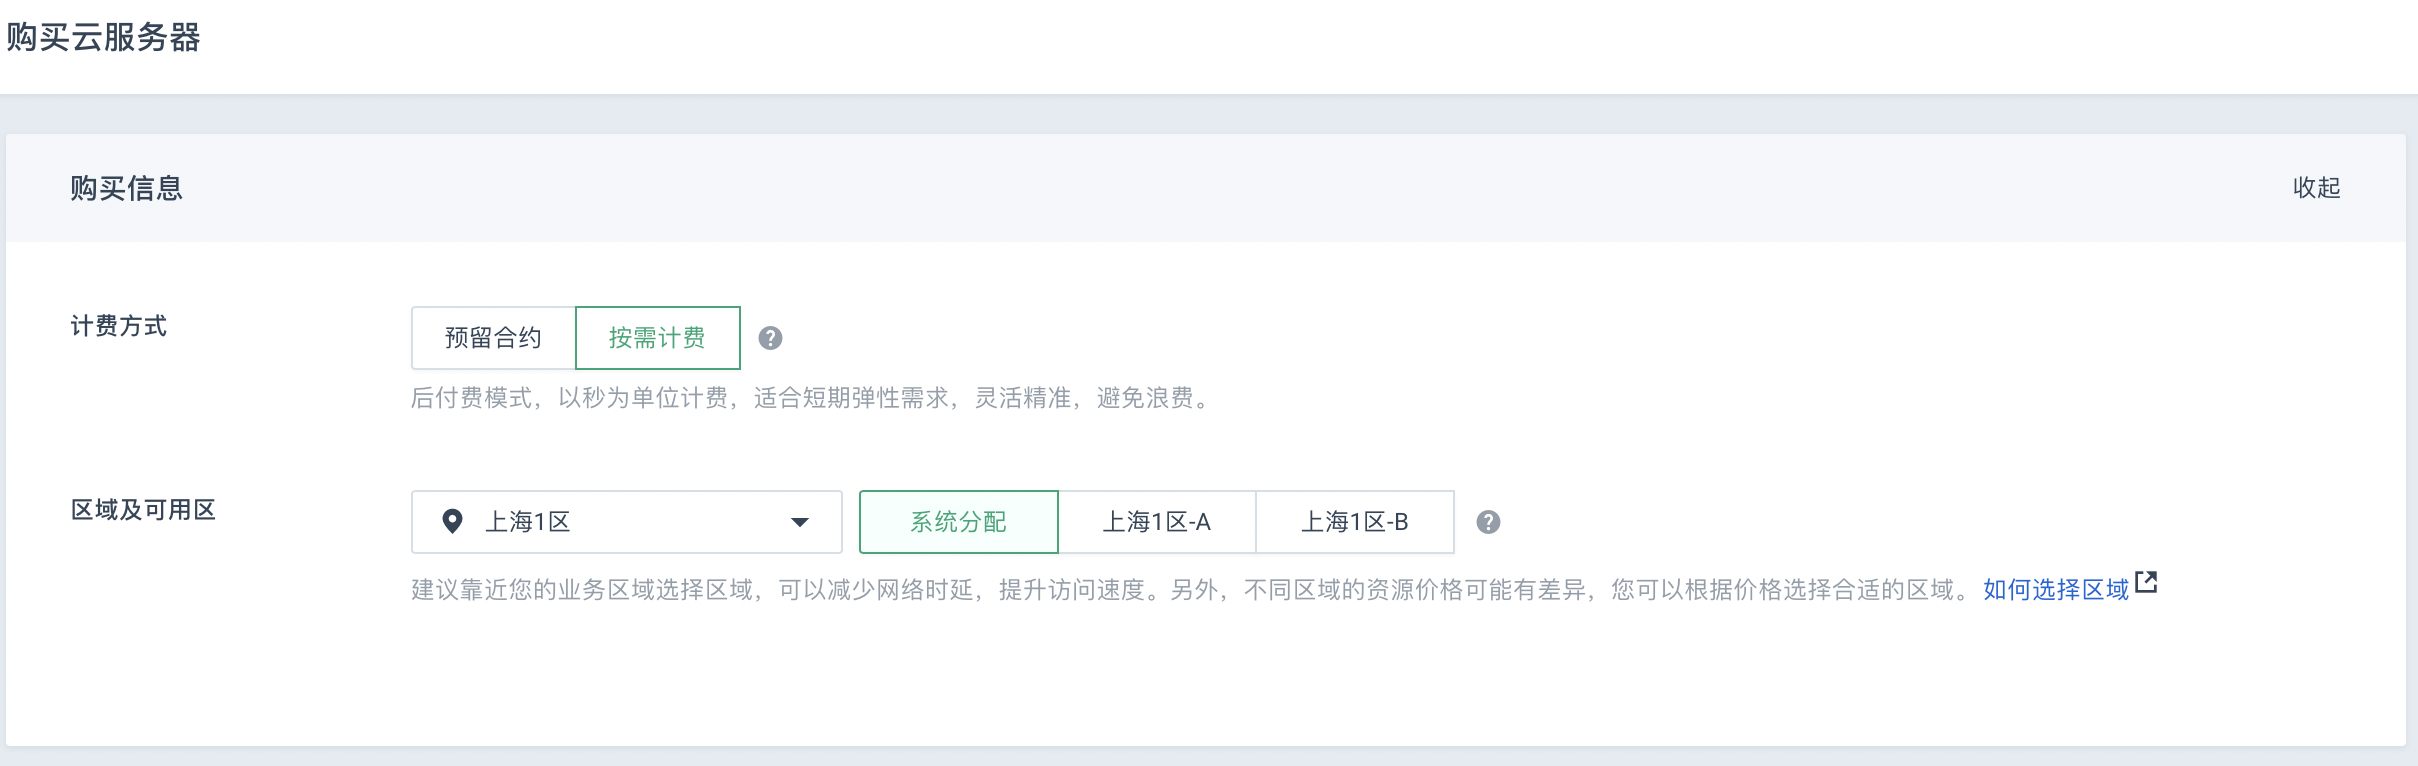 购买云服务器
购买信息
收起
计费方式
预留合约
按需计费
后付费模式，以秒为单位计费，适合短期弹性需求，灵活精准，避免浪费。
区域及可用区
上海1区
系统分配
上海1区-A
上海1区-B
建议靠近您的业务区域选择区域，可以减少网络时延，提升访问速度。另外，不同区域的资源价格可能有差异，您可以根据价格选择合适的区域。如何选择区域